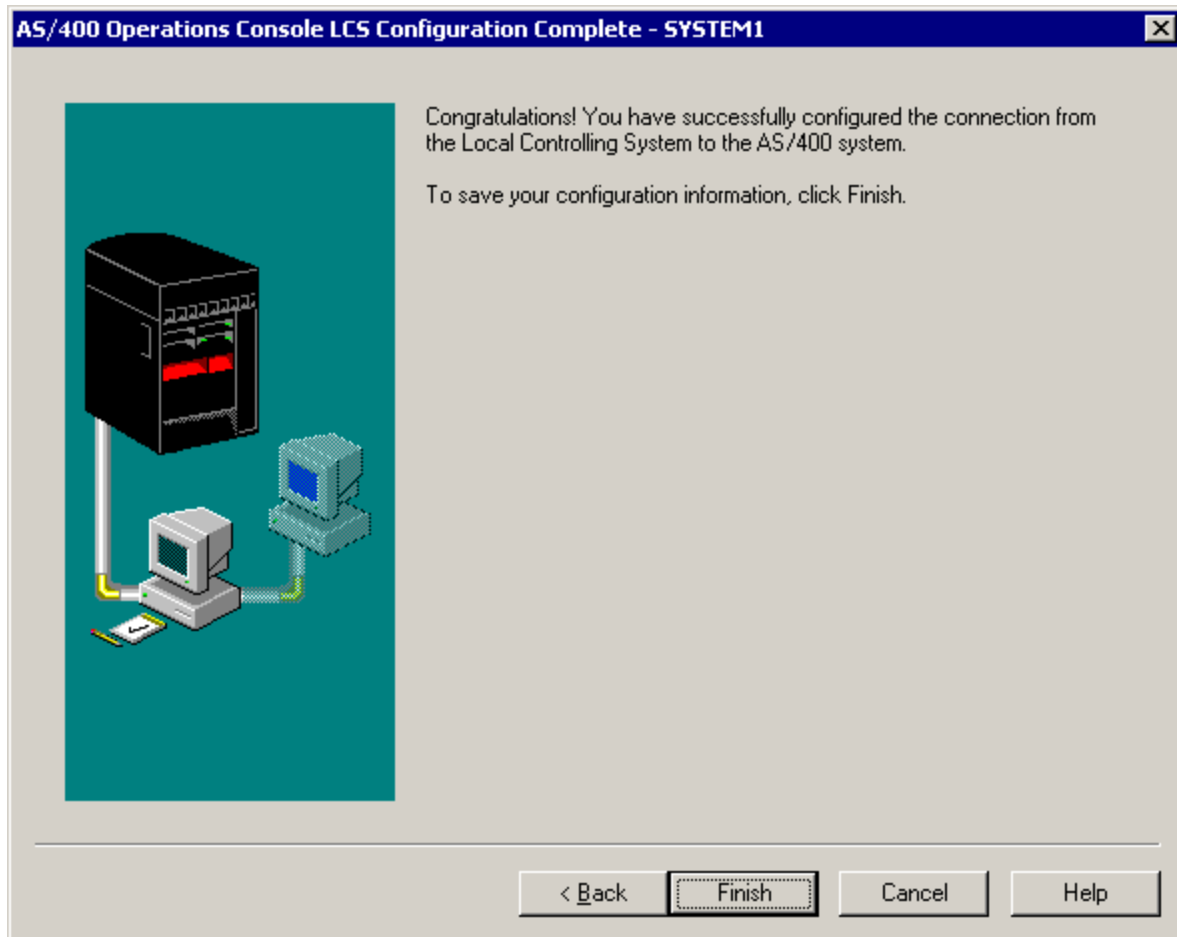 AS/400 Operations Console LCS Configuration Complete - SYSTEM1
Congratulations! You have successfully configured the connection from
the Local Controlling System to the AS/400 system.
To save your configuration information, click Finish.
< Back
Finish
Cancel
Help